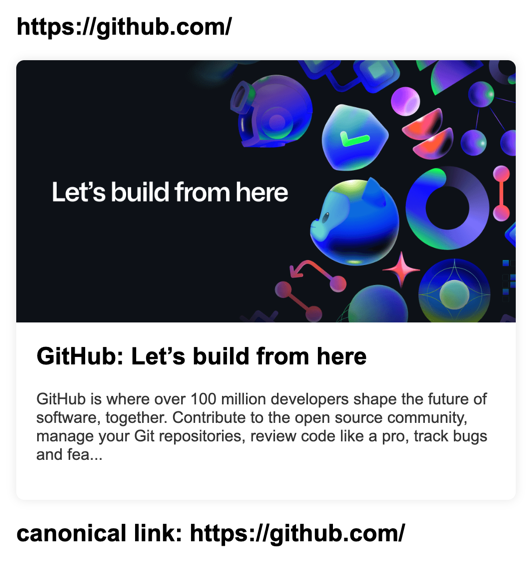 https://github.com/
Let’s build from here
GitHub: Let’s build from here
GitHub is where over 100 million developers shape the future of
software, together. Contribute to the open source community,
manage your Git repositories, review code like a pro, track bugs
and fea...
canonical link: https://github.com/